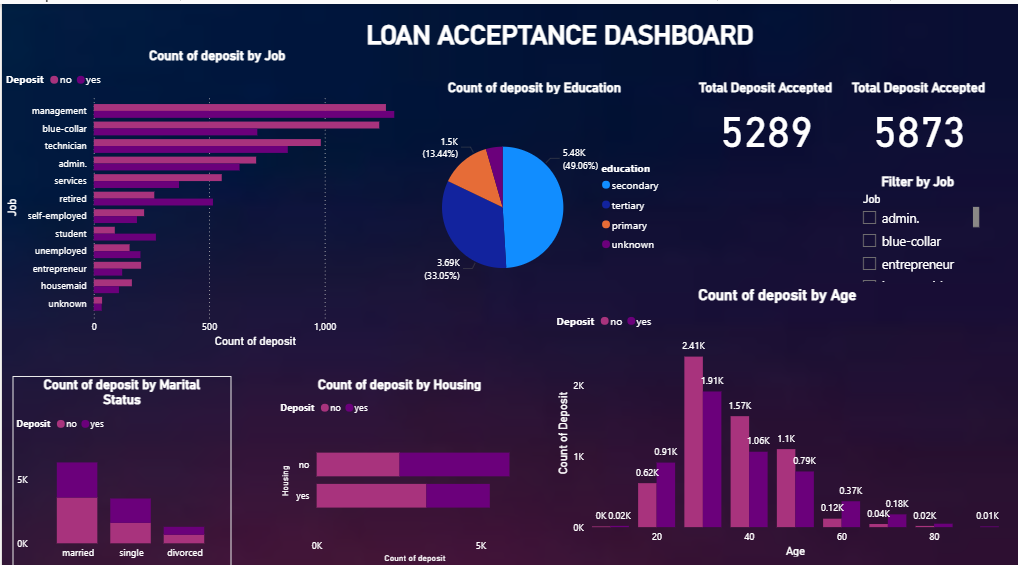 LOAN ACCEPTANCE DASHBOARD
Count of deposit by Job
Deposit no yes
management
blue-collar
technician
admin.
services
retired
self-employed
student
unemployed
entrepreneur
housemaid
unknown
Job
0 500 1,000
Count of deposit
Count of deposit by Education
1.5K
(13.44%)
5.48K
(49.06%)
3.69K
(33.05%)
education
secondary
tertiary
primary
unknown
Total Deposit Accepted
5289
Total Deposit Accepted
5873
Filter by Job
Job
admin.
blue-collar
entrepreneur
Count of deposit by Marital
Status
Deposit no yes
5K
0K
married single divorced
Count of deposit by Housing
Deposit no yes
Housing
no
yes
0K 5K
Count of deposit
Count of deposit by Age
Deposit no yes
Count of Deposit
2K
1K
0K
0K 0.02K
0.62K 0.91K
2.41K 1.91K
1.57K 1.06K
1.1K 0.79K
0.12K 0.37K
0.04K 0.18K
0.02K
0.01K
20 40 60 80
Age